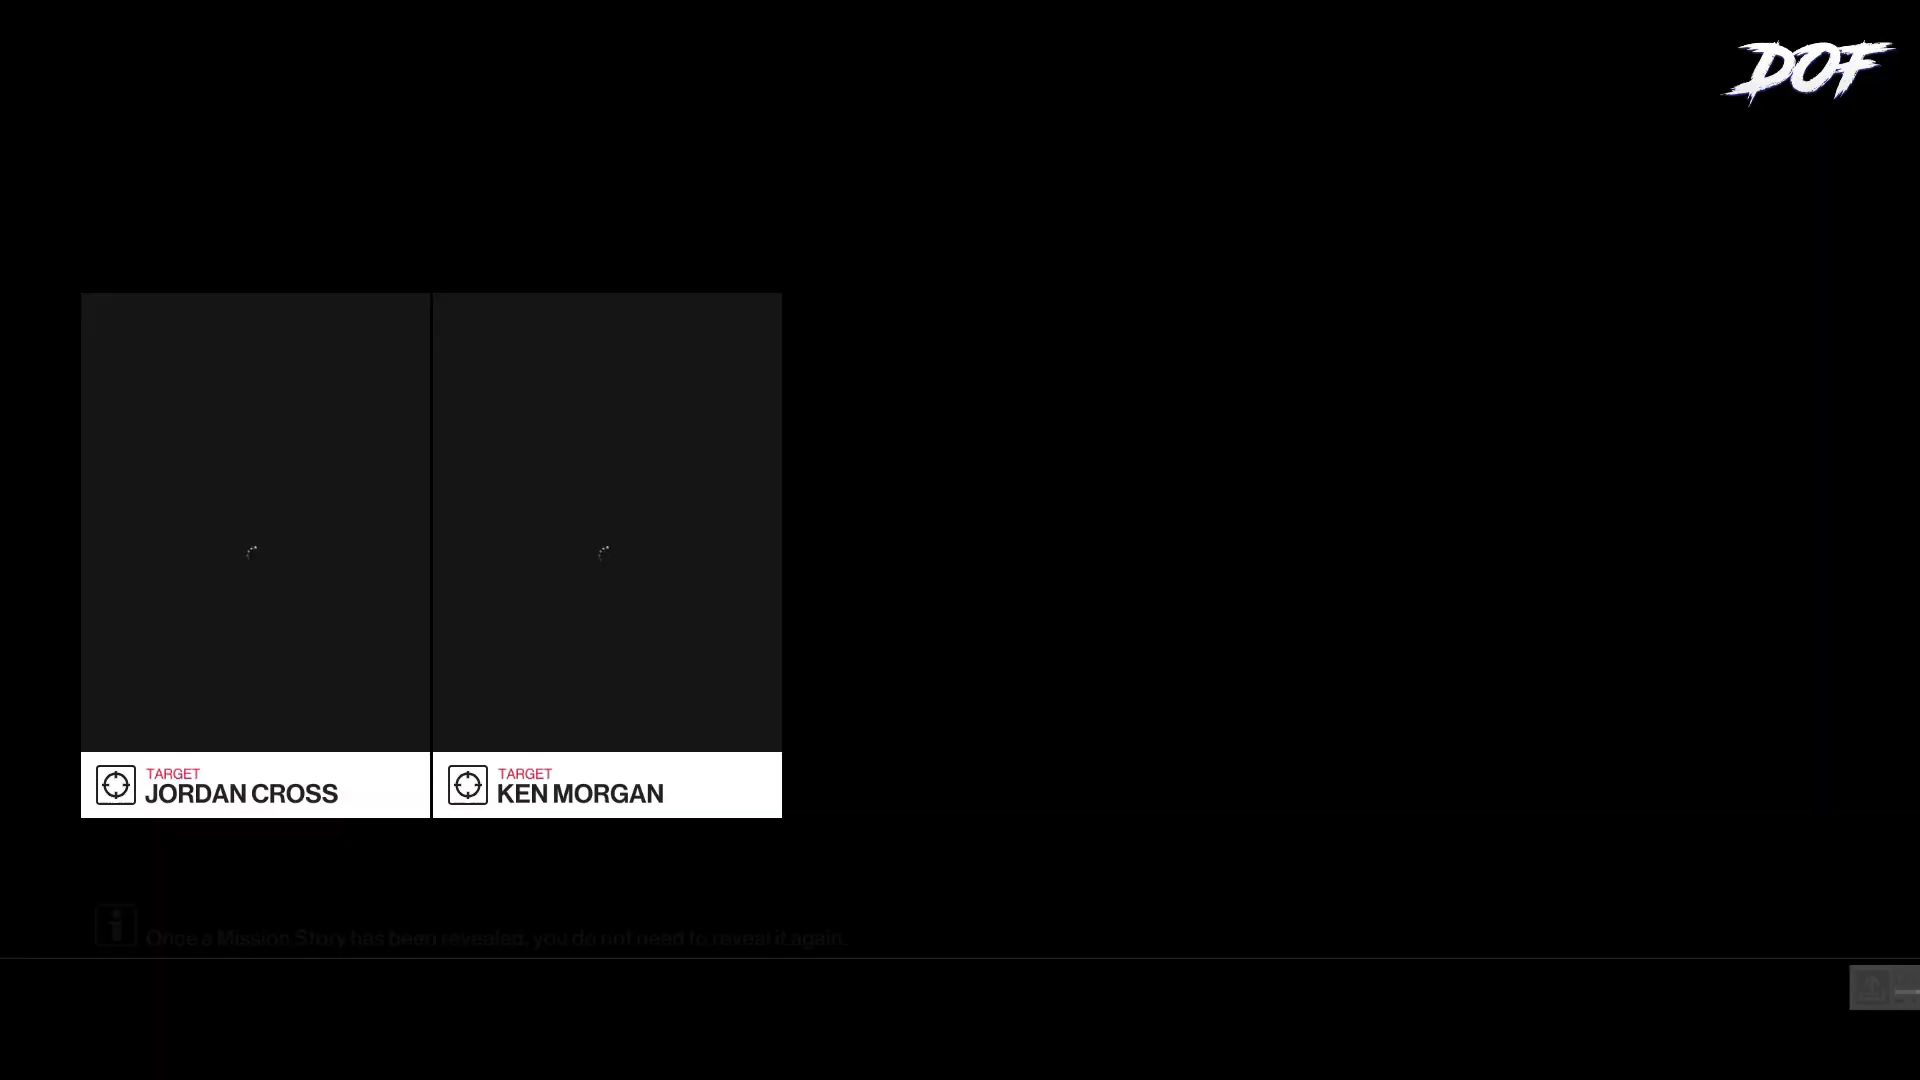 DOF
TARGET
JORDAN CROSS
TARGET
KEN MORGAN
Once a Mission Story has been revealed, you do not need to reveal it again.